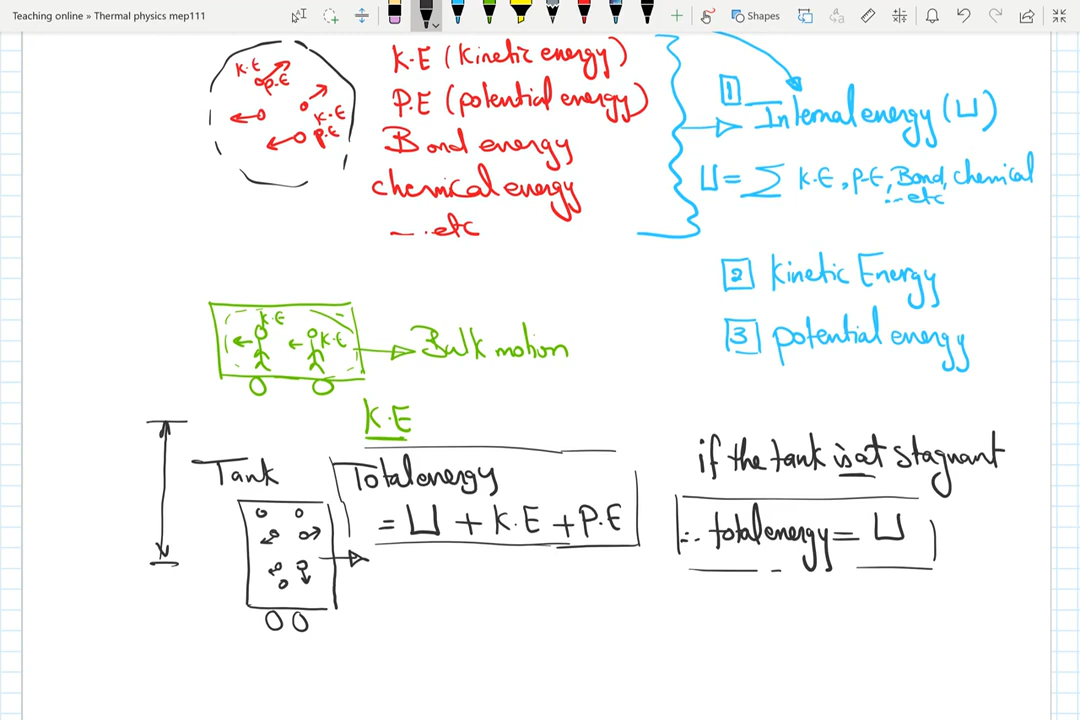 Teaching online » Thermal physics mep111
Shapes
K.E
P.E
K.E
P.E
K.E (Kinetic energy)
P.E (potential energy)
Bond energy
chemical energy
-..etc
1 Internal energy (U)
U = Σ K.E, P.E, Bond, chemical
... etc
2 Kinetic Energy
3 potential energy
K.E
K.E
Bulk motion
K.E
Tank
Total energy
= U + K.E + P.E
if the tank is at stagnant
∴ total energy = U